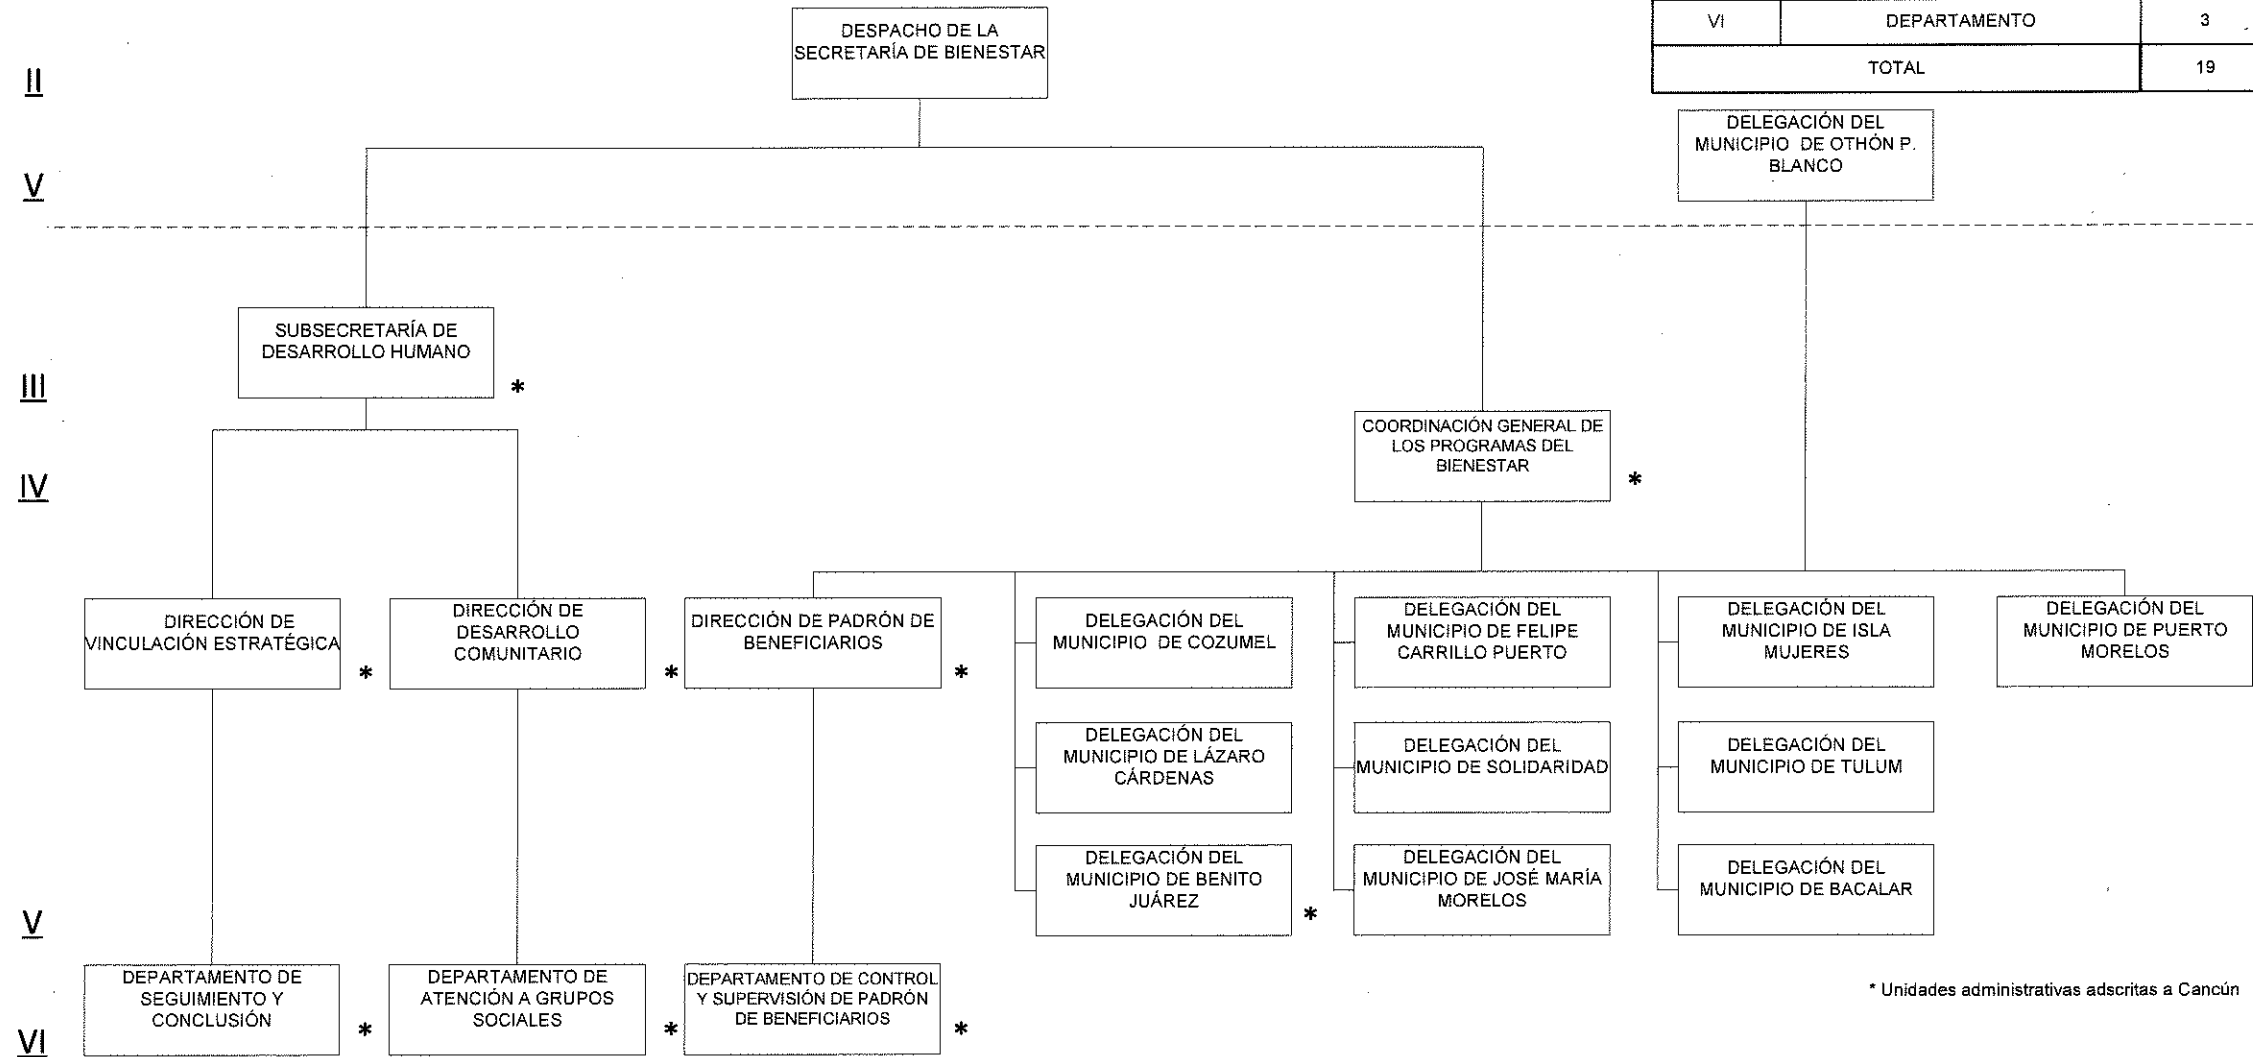 VI DEPARTAMENTO 3
TOTAL 19
DESPACHO DE LA
SECRETARÍA DE BIENESTAR
II
DELEGACIÓN DEL
MUNICIPIO DE OTHÓN P.
BLANCO
V
SUBSECRETARÍA DE
DESARROLLO HUMANO
*
III
COORDINACIÓN GENERAL DE
LOS PROGRAMAS DEL
BIENESTAR
*
IV
DIRECCIÓN DE
VINCULACIÓN ESTRATÉGICA
*
DIRECCIÓN DE
DESARROLLO
COMUNITARIO
*
DIRECCIÓN DE PADRÓN DE
BENEFICIARIOS
*
DELEGACIÓN DEL
MUNICIPIO DE COZUMEL
DELEGACIÓN DEL
MUNICIPIO DE FELIPE
CARRILLO PUERTO
DELEGACIÓN DEL
MUNICIPIO DE ISLA
MUJERES
DELEGACIÓN DEL
MUNICIPIO DE PUERTO
MORELOS
DELEGACIÓN DEL
MUNICIPIO DE LÁZARO
CÁRDENAS
DELEGACIÓN DEL
MUNICIPIO DE SOLIDARIDAD
DELEGACIÓN DEL
MUNICIPIO DE TULUM
DELEGACIÓN DEL
MUNICIPIO DE BENITO
JUÁREZ
*
DELEGACIÓN DEL
MUNICIPIO DE JOSÉ MARÍA
MORELOS
DELEGACIÓN DEL
MUNICIPIO DE BACALAR
V
DEPARTAMENTO DE
SEGUIMIENTO Y
CONCLUSIÓN
*
DEPARTAMENTO DE
ATENCIÓN A GRUPOS
SOCIALES
*
DEPARTAMENTO DE CONTROL
Y SUPERVISIÓN DE PADRÓN
DE BENEFICIARIOS
*
* Unidades administrativas adscritas a Cancún
VI